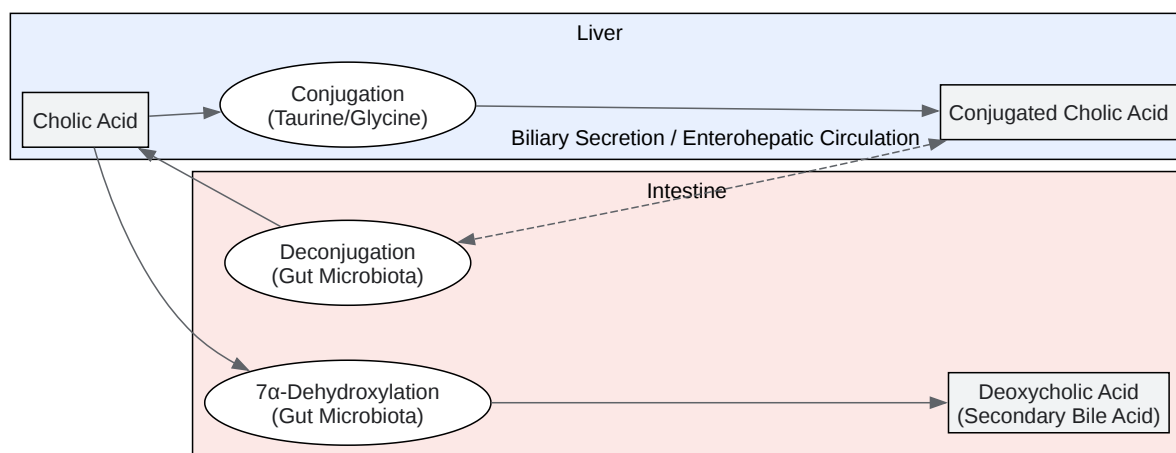 Liver
Conjugation
(Taurine/Glycine)
Cholic Acid
Conjugated Cholic Acid
Biliary Secretion / Enterohepatic Circulation
Intestine
Deconjugation
(Gut Microbiota)
7α-Dehydroxylation
(Gut Microbiota)
Deoxycholic Acid
(Secondary Bile Acid)